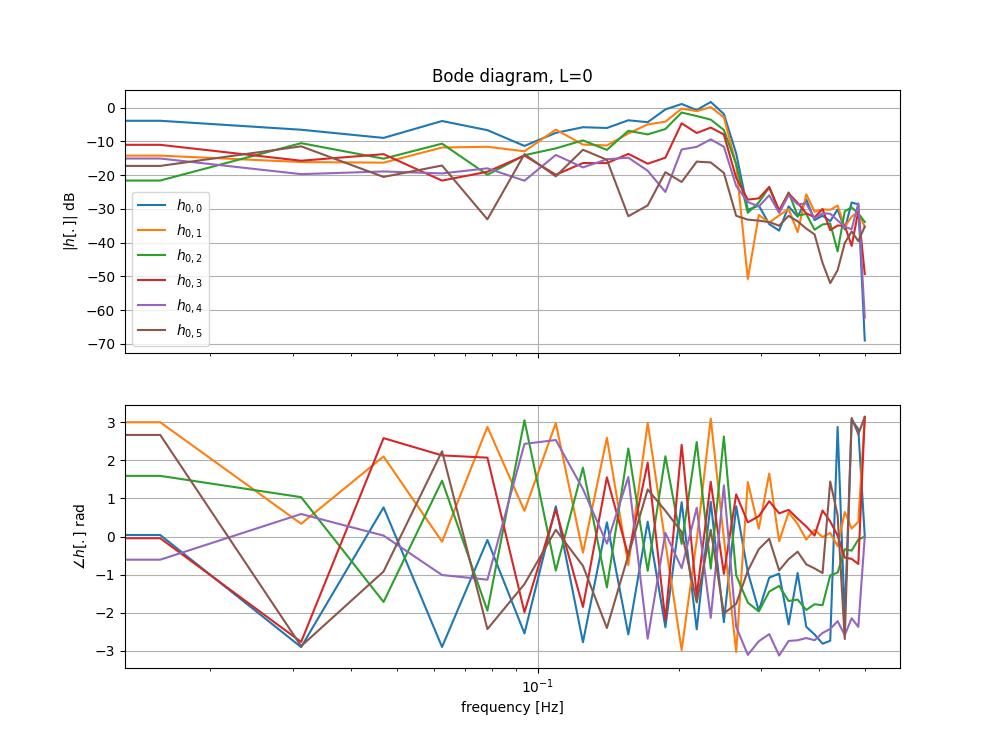 Bode diagram, L=0
|h[.]| dB
0
−10
−20
−30
−40
−50
−60
−70
h0,0
h0,1
h0,2
h0,3
h0,4
h0,5
∠h[.] rad
3
2
1
0
−1
−2
−3
10⁻¹
frequency [Hz]